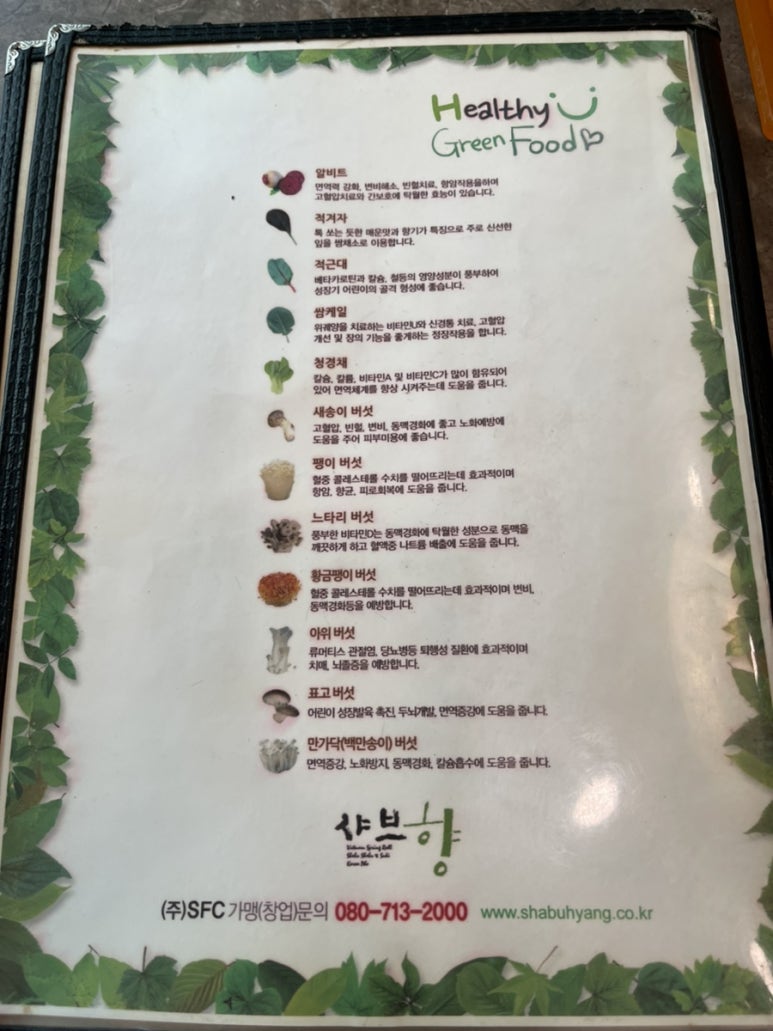 Healthy
Green Food
알비트
면역력 강화, 변비해소, 빈혈치료, 항암작용을하며
고혈압치료와 간보호에 탁월한 효능이 있습니다.
적겨자
톡 쏘는 듯한 매운맛과 향기가 특징으로 주로 신선한
잎을 쌈채소로 이용합니다.
적근대
베타카로틴과 칼슘, 철등의 영양성분이 풍부하여
성장기 어린이의 골격 형성에 좋습니다.
쌈케일
위궤양을 치료하는 비타민U와 신경통 치료, 고혈압
개선 및 장의 기능을 좋게하는 정장작용을 합니다.
청경채
칼슘, 칼륨, 비타민A 및 비타민C가 많이 함유되어
있어 면역체계를 향상 시켜주는데 도움을 줍니다.
새송이 버섯
고혈압, 빈혈, 변비, 동맥경화에 좋고 노화예방에
도움을 주어 피부미용에 좋습니다.
팽이 버섯
혈중 콜레스테롤 수치를 떨어뜨리는데 효과적이며
항암, 향균, 피로회복에 도움을 줍니다.
느타리 버섯
풍부한 비타민D는 동맥경화에 탁월한 성분으로 동맥을
깨끗하게 하고 혈액중 나트륨 배출에 도움을 줍니다.
황금팽이 버섯
혈중 콜레스테롤 수치를 떨어뜨리는데 효과적이며 변비,
동맥경화등을 예방합니다.
아위 버섯
류머티스 관절염, 당뇨병등 퇴행성 질환에 효과적이며
치매, 뇌졸중을 예방합니다.
표고 버섯
어린이 성장발육 촉진, 두뇌개발, 면역증강에 도움을 줍니다.
만가닥(백만송이) 버섯
면역증강, 노화방지, 동맥경화, 칼슘흡수에 도움을 줍니다.
샤브향
Vietnam Spring Roll
Shabu Shabu & Suki
(주)SFC 가맹(창업)문의 080-713-2000 www.shabuhyang.co.kr